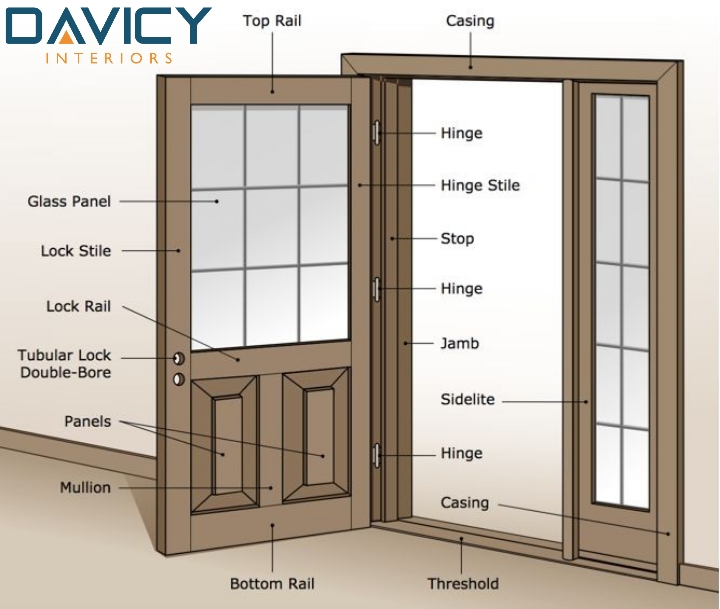 DAVICY
INTERIORS
Top Rail
Casing
Hinge
Hinge Stile
Glass Panel
Stop
Lock Stile
Hinge
Lock Rail
Jamb
Tubular Lock
Double-Bore
Sidelite
Panels
Hinge
Mullion
Casing
Bottom Rail
Threshold